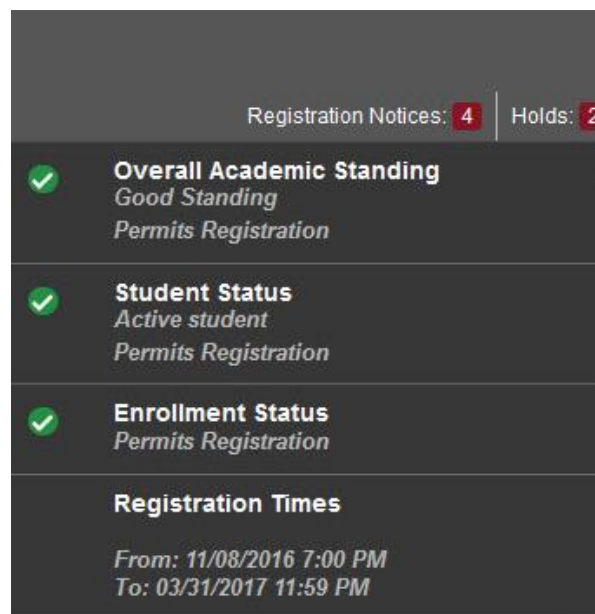 Registration Notices: 4 Holds: 2
Overall Academic Standing
Good Standing
Permits Registration
Student Status
Active student
Permits Registration
Enrollment Status
Permits Registration
Registration Times
From: 11/08/2016 7:00 PM
To: 03/31/2017 11:59 PM